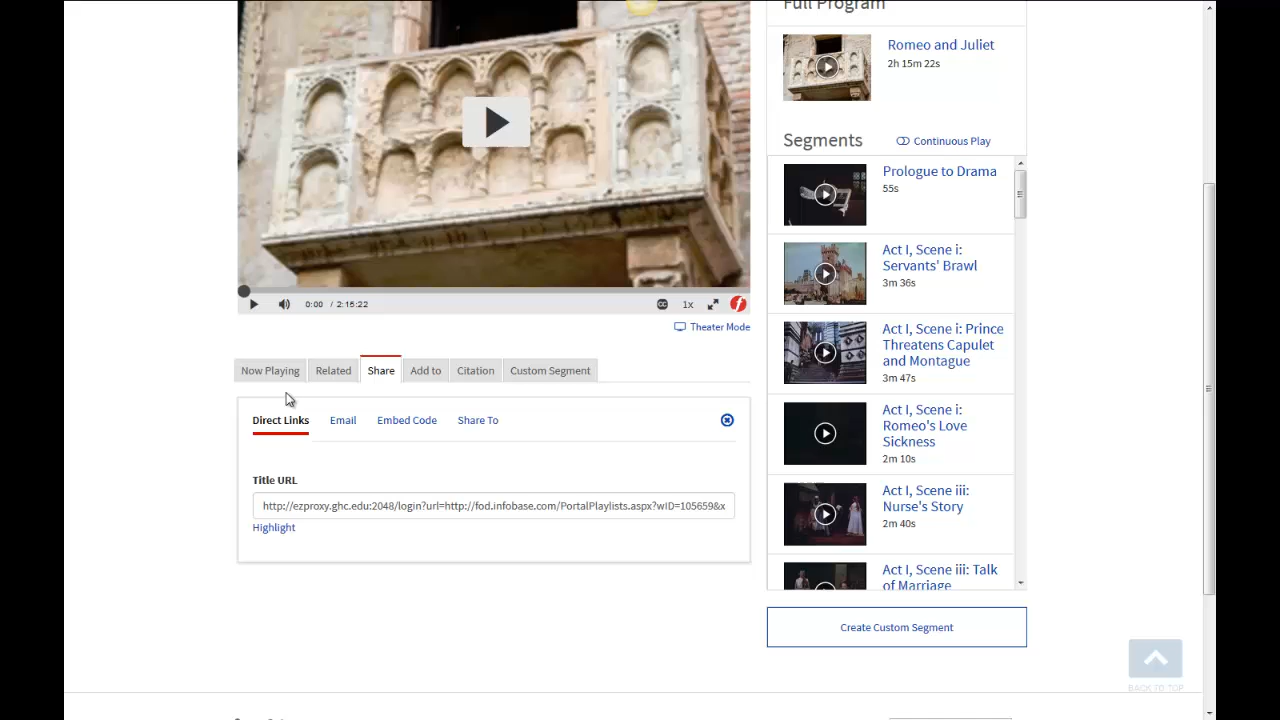 Full Program
Romeo and Juliet
2h 15m 22s
Segments
Continuous Play
Prologue to Drama
55s
Act I, Scene i:
Servants' Brawl
3m 36s
Act I, Scene i: Prince
Threatens Capulet
and Montague
3m 47s
Act I, Scene i:
Romeo's Love
Sickness
2m 10s
Act I, Scene iii:
Nurse's Story
2m 40s
Act I, Scene iii: Talk
of Marriage
Create Custom Segment
0:00 / 2:15:22
CC
1x
f
Theater Mode
Now Playing
Related
Share
Add to
Citation
Custom Segment
Direct Links
Email
Embed Code
Share To
Title URL
http://ezproxy.ghc.edu:2048/login?url=http://fod.infobase.com/PortalPlaylists.aspx?wID=105659&x
Highlight
BACK TO TOP